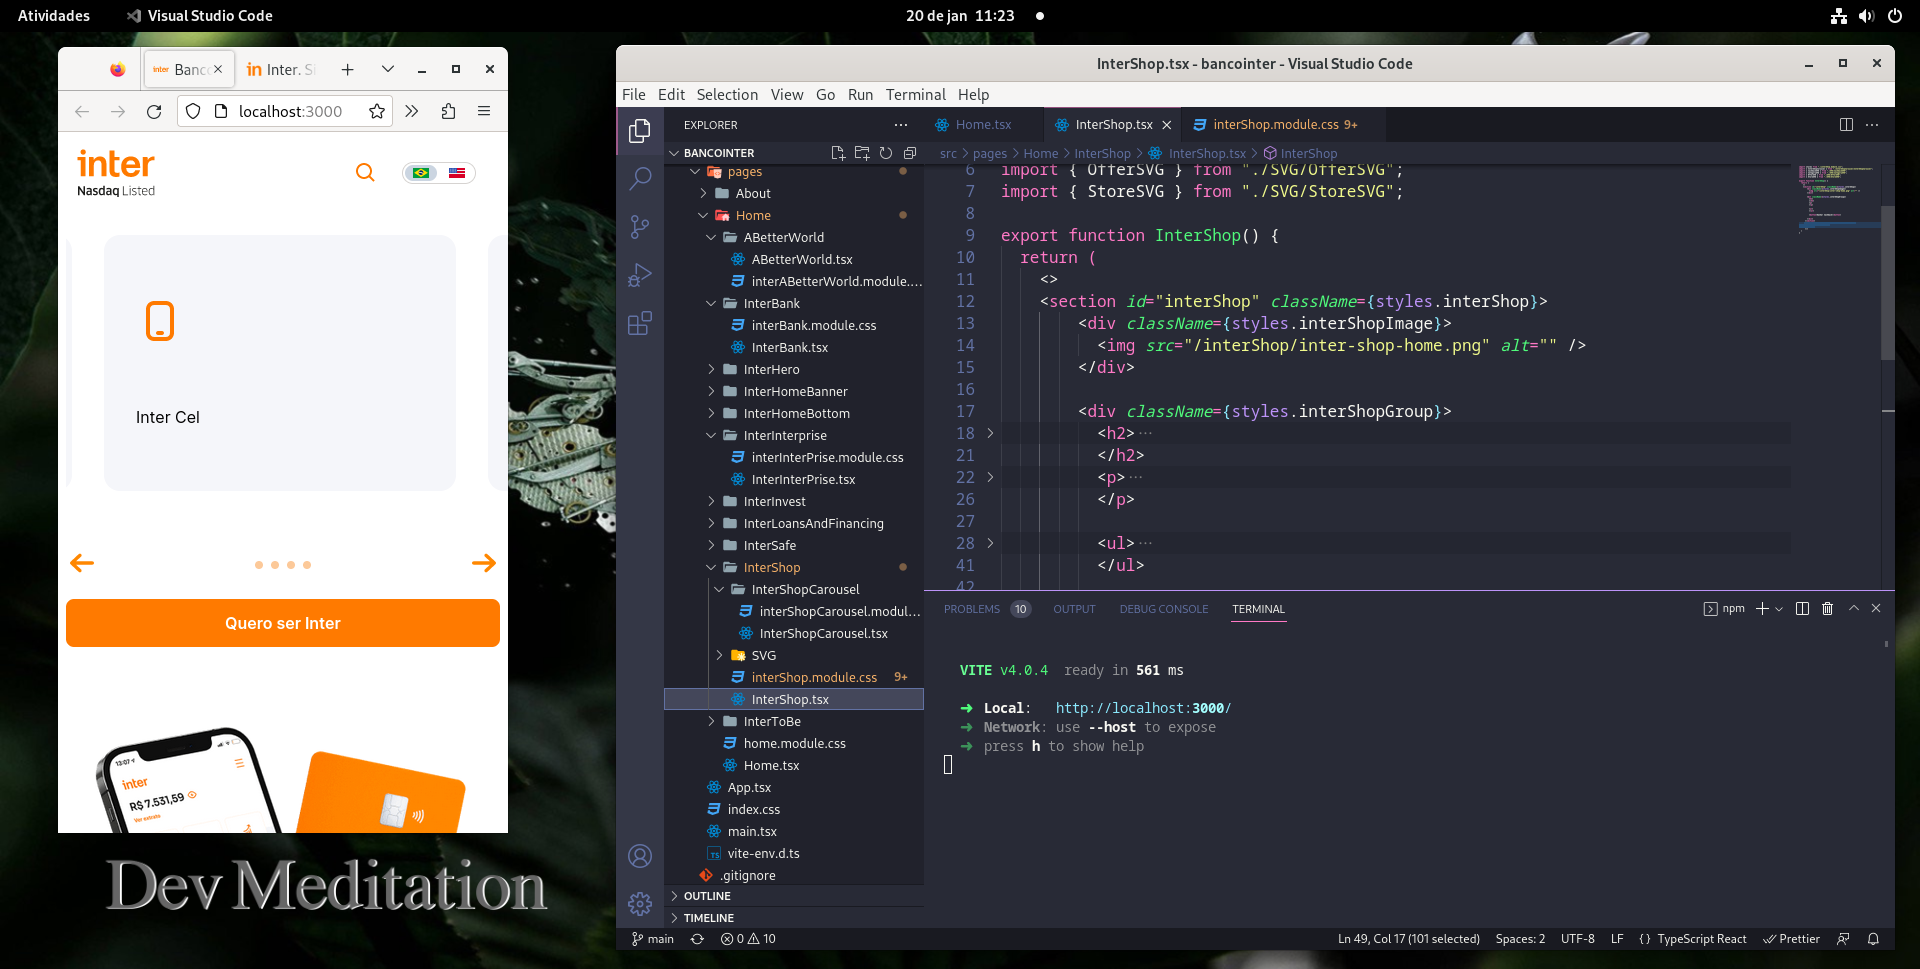 Atividades
Visual Studio Code
20 de jan 11:23
inter Banc
in Inter. Si
localhost:3000
inter
Nasdaq Listed
Inter Cel
Quero ser Inter
13:07
inter
R$ 7.531,59
Ver extrato
Dev Meditation
InterShop.tsx - bancointer - Visual Studio Code
File Edit Selection View Go Run Terminal Help
EXPLORER
BANCOINTER
pages
About
Home
ABetterWorld
ABetterWorld.tsx
interABetterWorld.module....
InterBank
interBank.module.css
InterBank.tsx
InterHero
InterHomeBanner
InterHomeBottom
InterInterprise
interInterPrise.module.css
InterInterPrise.tsx
InterInvest
InterLoansAndFinancing
InterSafe
InterShop
InterShopCarousel
interShopCarousel.modul...
InterShopCarousel.tsx
SVG
interShop.module.css 9+
InterShop.tsx
InterToBe
home.module.css
Home.tsx
App.tsx
index.css
main.tsx
TS vite-env.d.ts
.gitignore
OUTLINE
TIMELINE
Home.tsx InterShop.tsx interShop.module.css 9+
src > pages > Home > InterShop > InterShop.tsx > InterShop
6 import { OfferSVG } from "./SVG/OfferSVG";
7 import { StoreSVG } from "./SVG/StoreSVG";
8
9 export function InterShop() {
10 return (
11 <>
12 <section id="interShop" className={styles.interShop}>
13 <div className={styles.interShopImage}>
14 <img src="/interShop/inter-shop-home.png" alt="" />
15 </div>
16
17 <div className={styles.interShopGroup}>
18 <h2>···
21 </h2>
22 <p>···
26 </p>
27
28 <ul>···
41 </ul>
42
PROBLEMS 10 OUTPUT DEBUG CONSOLE TERMINAL npm
VITE v4.0.4 ready in 561 ms
➜ Local: http://localhost:3000/
➜ Network: use --host to expose
➜ press h to show help
main 0 10 Ln 49, Col 17 (101 selected) Spaces: 2 UTF-8 LF {} TypeScript React Prettier